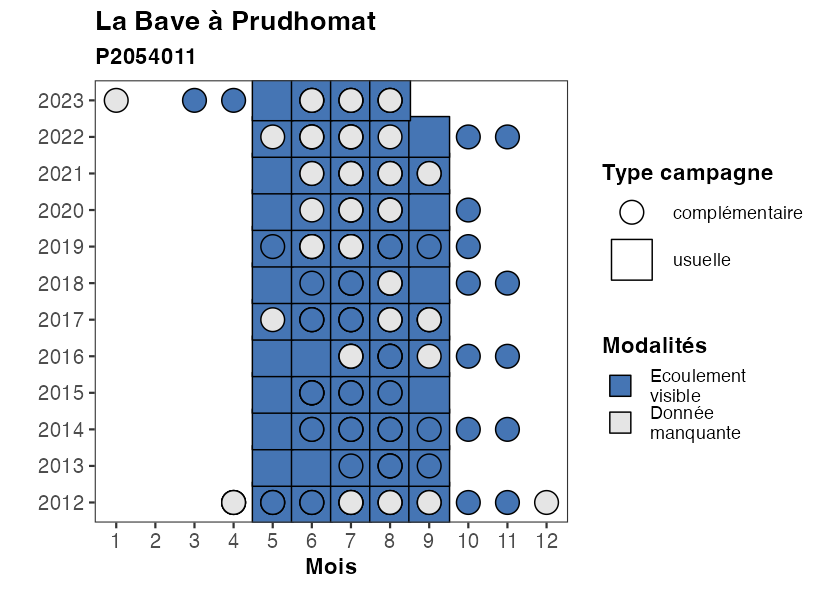 La Bave à Prudhomat
P2054011
2023
2022
2021
2020
2019
2018
2017
2016
2015
2014
2013
2012
1 2 3 4 5 6 7 8 9 10 11 12
Mois
Type campagne
complémentaire
usuelle
Modalités
Ecoulement
visible
Donnée
manquante